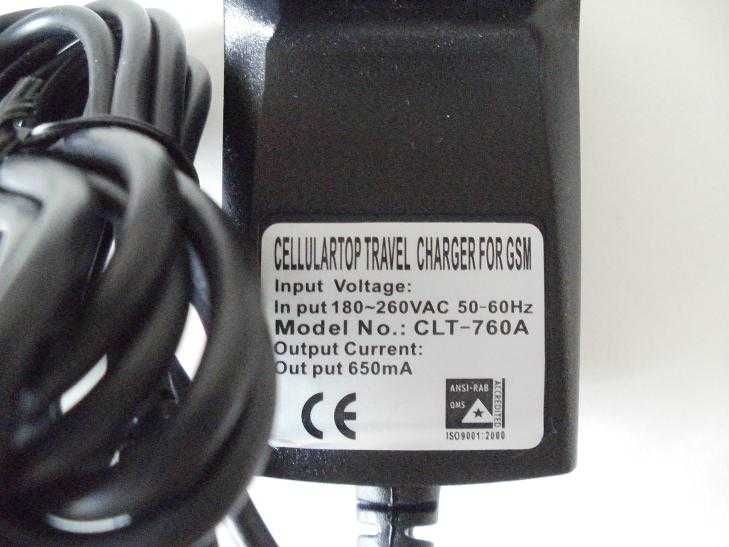 CELLULARTOP TRAVEL CHARGER FOR GSM
Input Voltage:
In put 180~260VAC 50-60Hz
Model No.: CLT-760A
Output Current:
Out put 650mA
CE
ANSI-RAB
QMS
ACCREDITED
ISO9001:2000